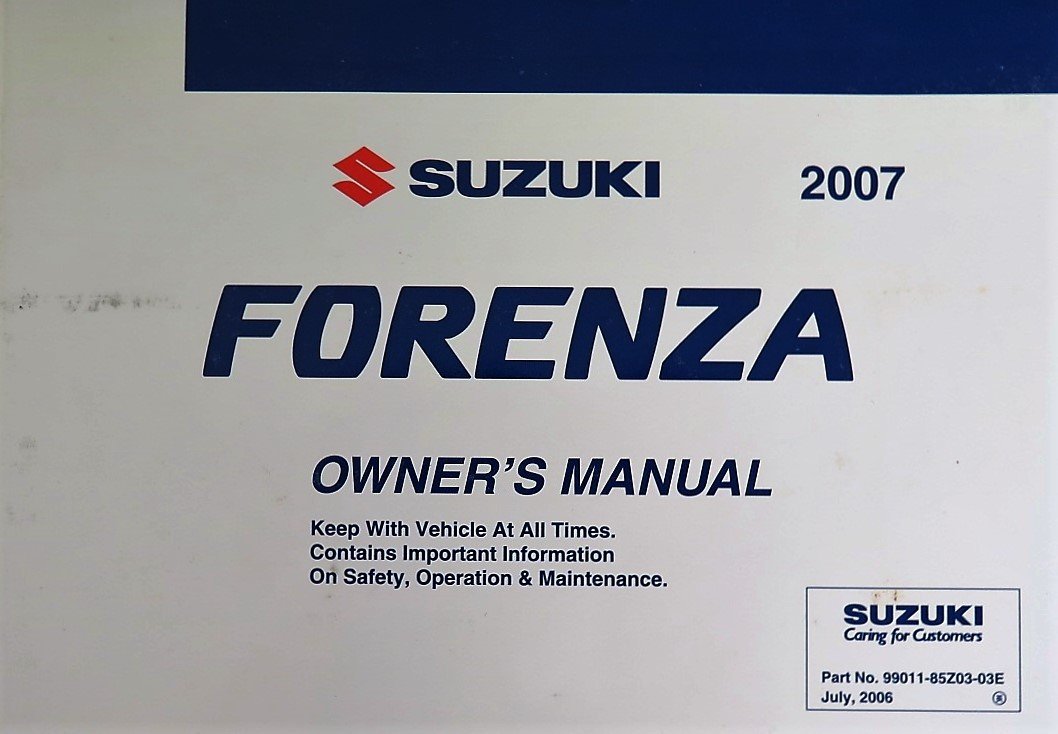 SUZUKI 2007
FORENZA
OWNER'S MANUAL
Keep With Vehicle At All Times.
Contains Important Information
On Safety, Operation & Maintenance.
SUZUKI
Caring for Customers
Part No. 99011-85Z03-03E
July, 2006